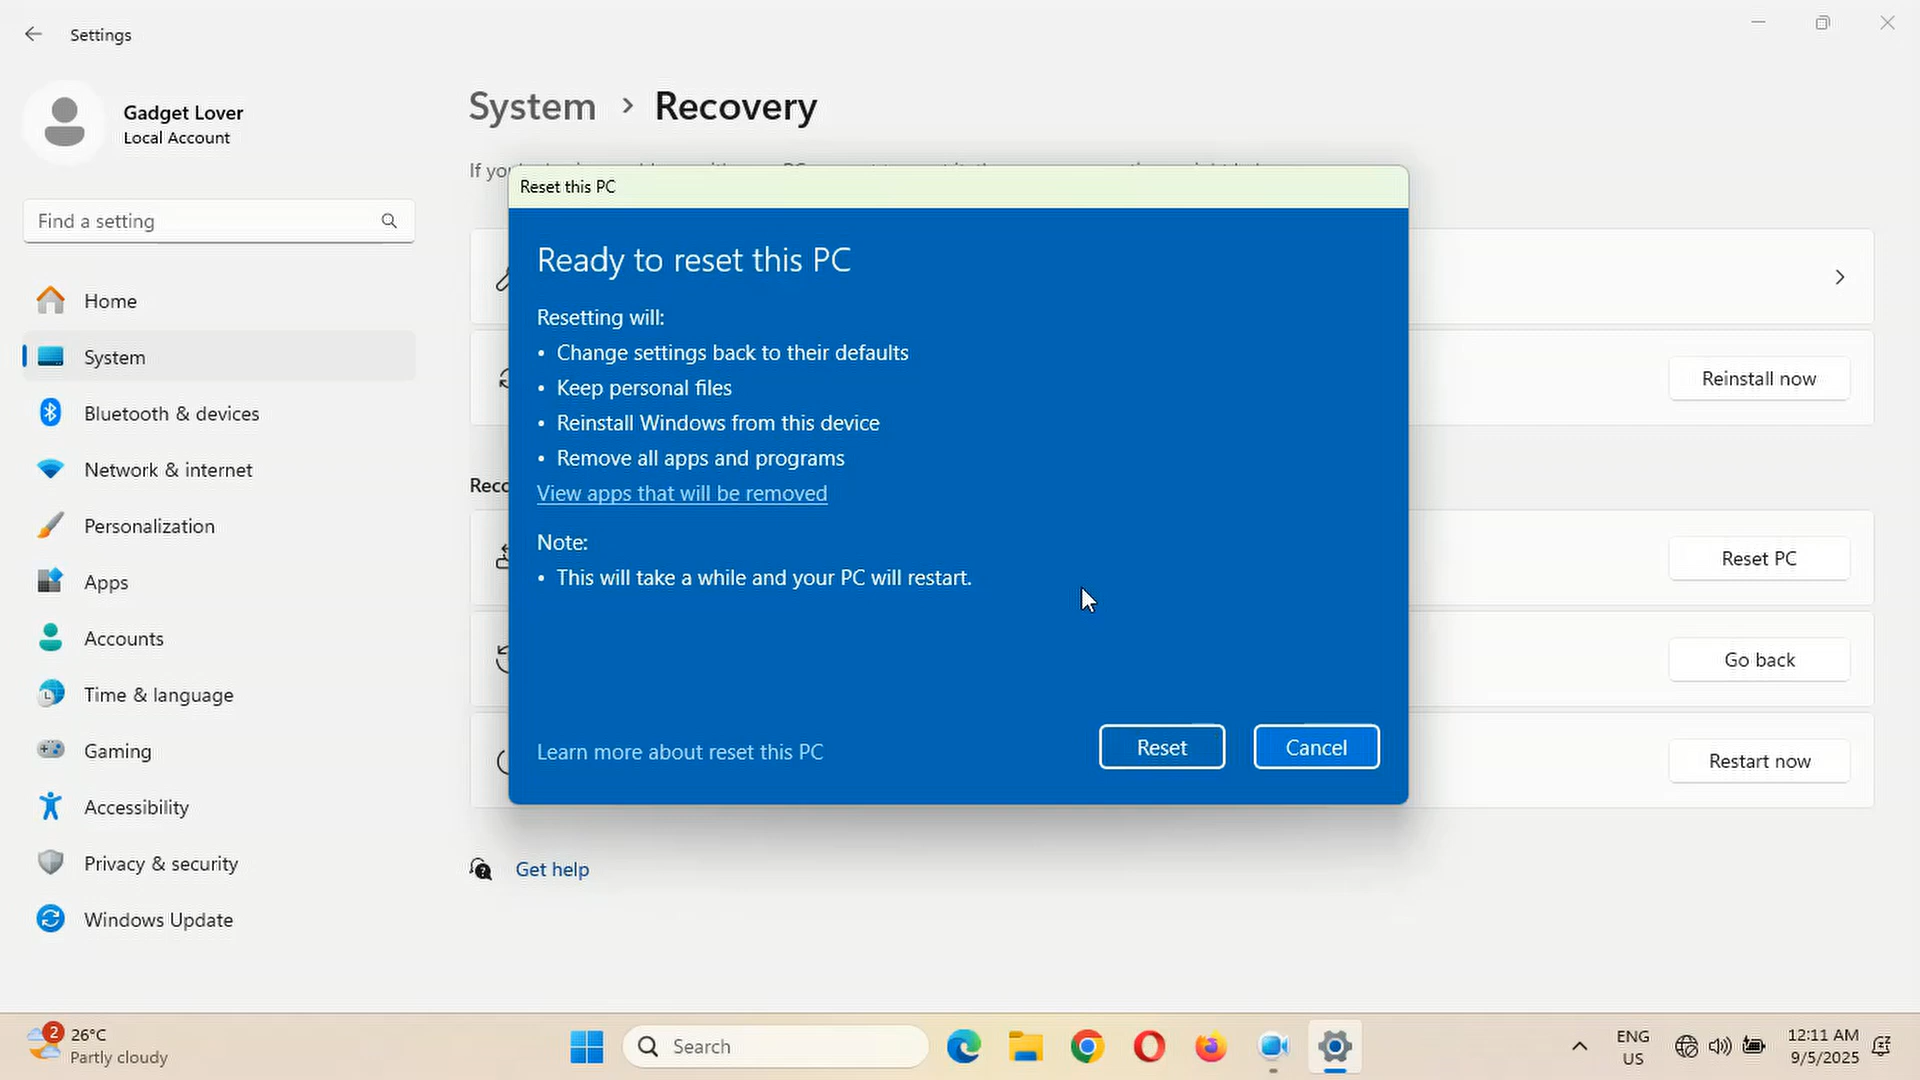 Settings
Gadget Lover
Local Account
Find a setting
Home
System
Bluetooth & devices
Network & internet
Personalization
Apps
Accounts
Time & language
Gaming
Accessibility
Privacy & security
Windows Update
System > Recovery
If you
Reset this PC
Ready to reset this PC
Resetting will:
• Change settings back to their defaults
• Keep personal files
• Reinstall Windows from this device
• Remove all apps and programs
View apps that will be removed
Note:
• This will take a while and your PC will restart.
Learn more about reset this PC
Reset
Cancel
Reinstall now
Reco
Reset PC
Go back
Restart now
Get help
2
26°C
Partly cloudy
Search
ENG
US
12:11 AM
9/5/2025